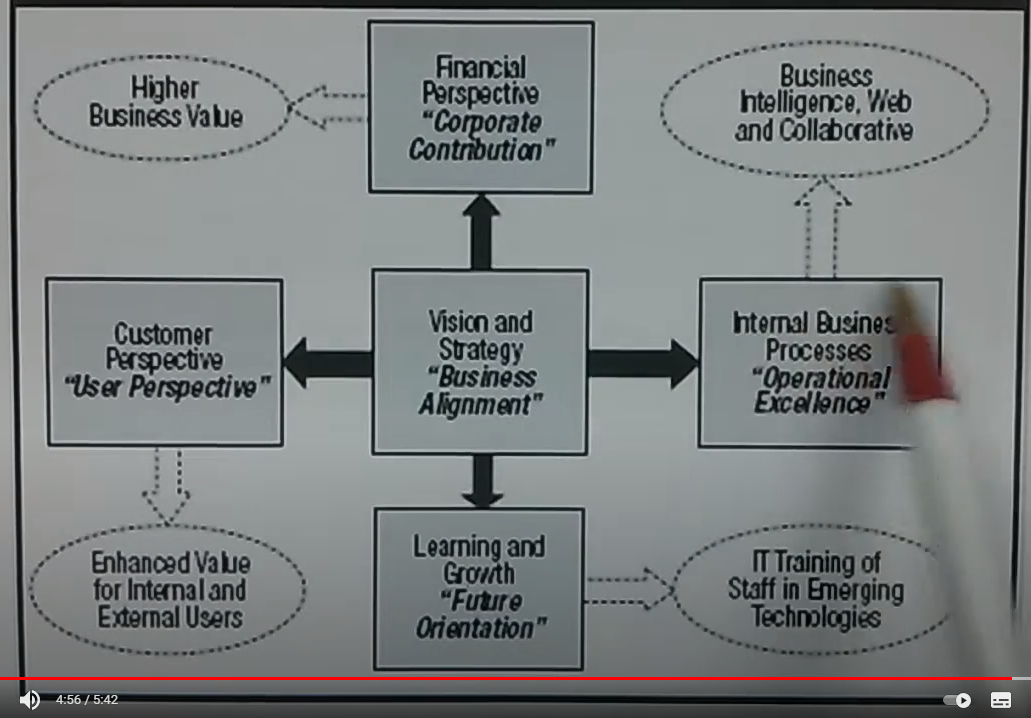 Higher
Business Value
Financial
Perspective
“Corporate
Contribution”
Business
Intelligence, Web
and Collaborative
Customer
Perspective
“User Perspective”
Vision and
Strategy
“Business
Alignment”
Internal Busines
Processes
“Operational
Excellence”
Enhanced Value
for Internal and
External Users
Learning and
Growth
“Future
Orientation”
IT Training of
Staff in Emerging
Technologies
4:56 / 5:42